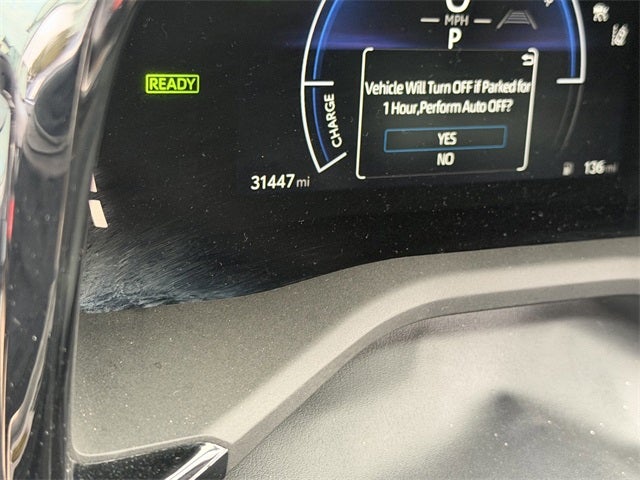 MPH
P
READY
Vehicle Will Turn OFF if Parked for
1 Hour,Perform Auto OFF?
YES
NO
CHARGE
31447 mi
136 mi